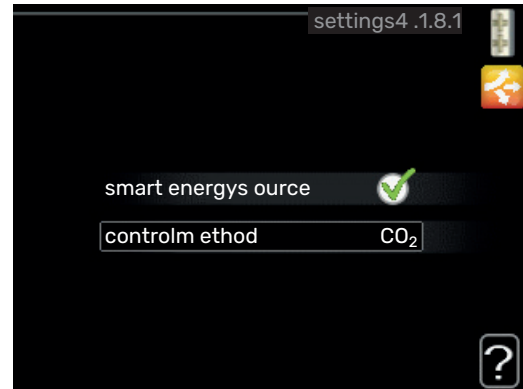 settings4 .1.8.1
smart energys ource
controlm ethod CO₂
?